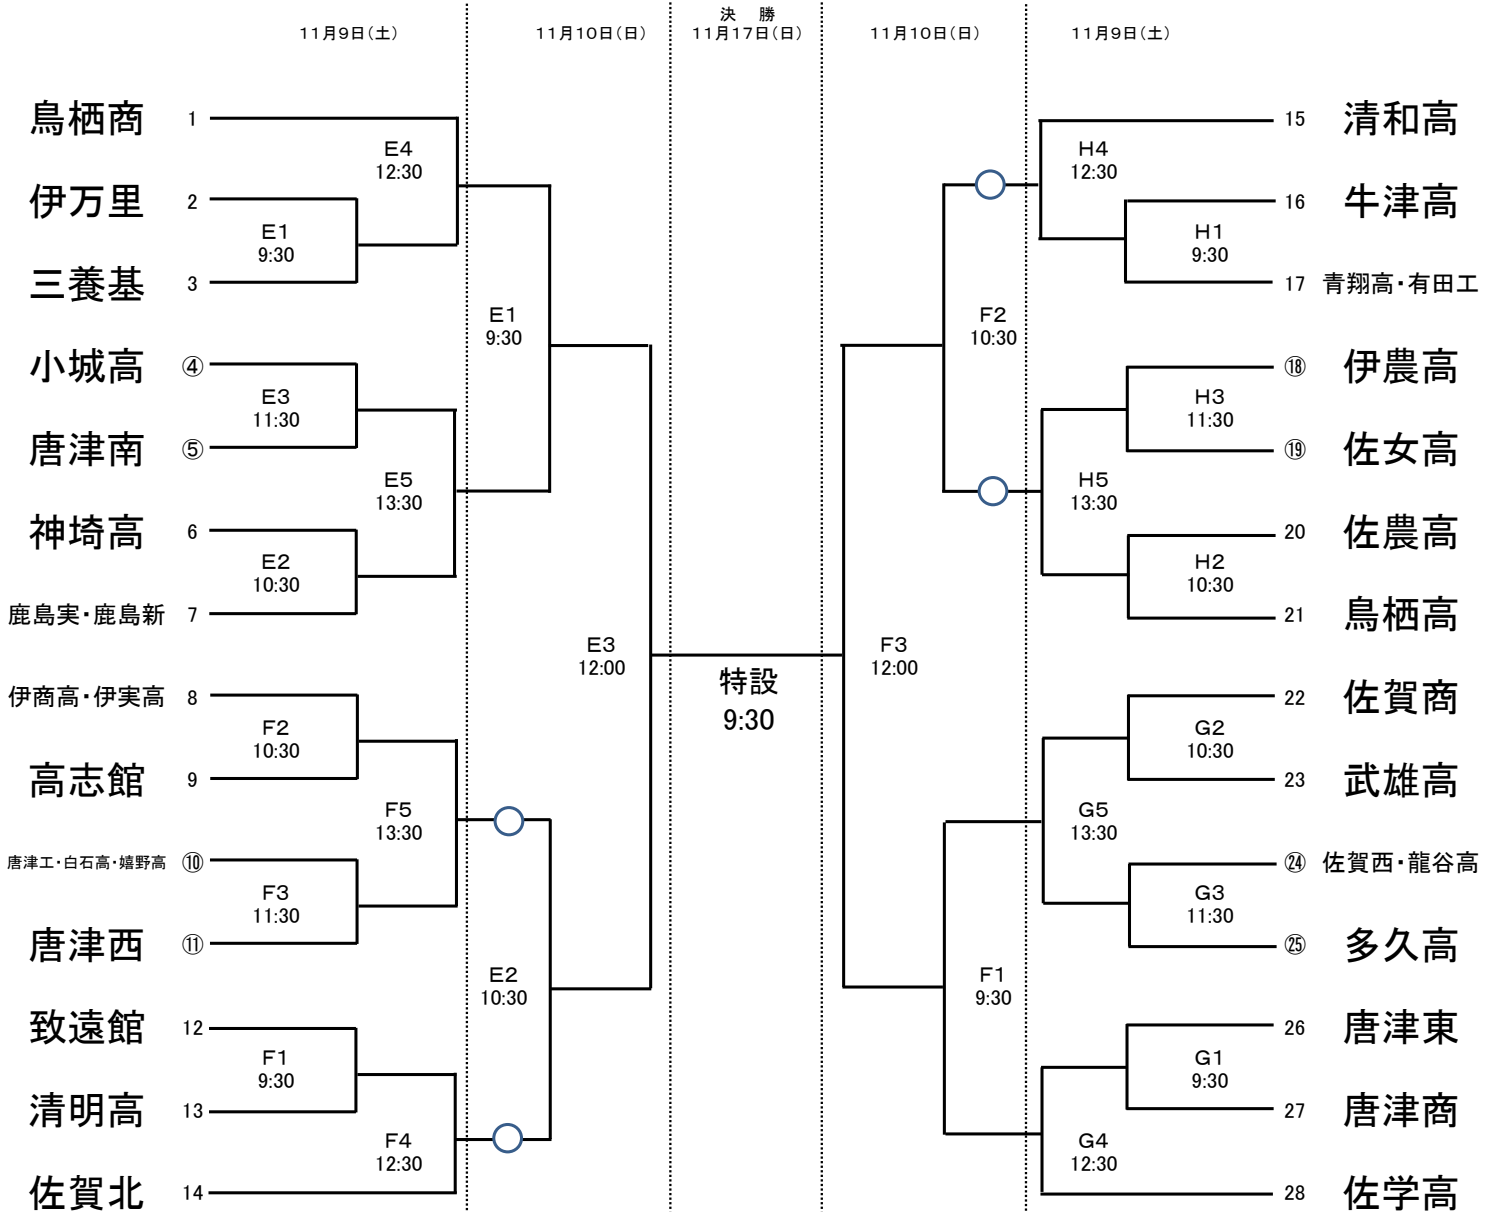 決　勝
11月9日（土）
11月10日（日）
11月17日（日）
11月10日（日）
11月9日（土）
鳥栖商
1
伊万里
2
三養基
3
小城高
④
唐津南
⑤
神埼高
6
鹿島実・鹿島新
7
伊商高・伊実高
8
高志館
9
唐津工・白石高・嬉野高
⑩
唐津西
⑪
致遠館
12
清明高
13
佐賀北
14
E4
12:30
E1
9:30
E3
11:30
E5
13:30
E2
10:30
F2
10:30
F5
13:30
F3
11:30
F1
9:30
F4
12:30
E1
9:30
E2
10:30
E3
12:00
特設
9:30
F3
12:00
F2
10:30
F1
9:30
H4
12:30
H1
9:30
H3
11:30
H5
13:30
H2
10:30
G2
10:30
G5
13:30
G3
11:30
G1
9:30
G4
12:30
15
清和高
16
牛津高
17
青翔高・有田工
⑱
伊農高
⑲
佐女高
20
佐農高
21
鳥栖高
22
佐賀商
23
武雄高
㉔
佐賀西・龍谷高
㉕
多久高
26
唐津東
27
唐津商
28
佐学高